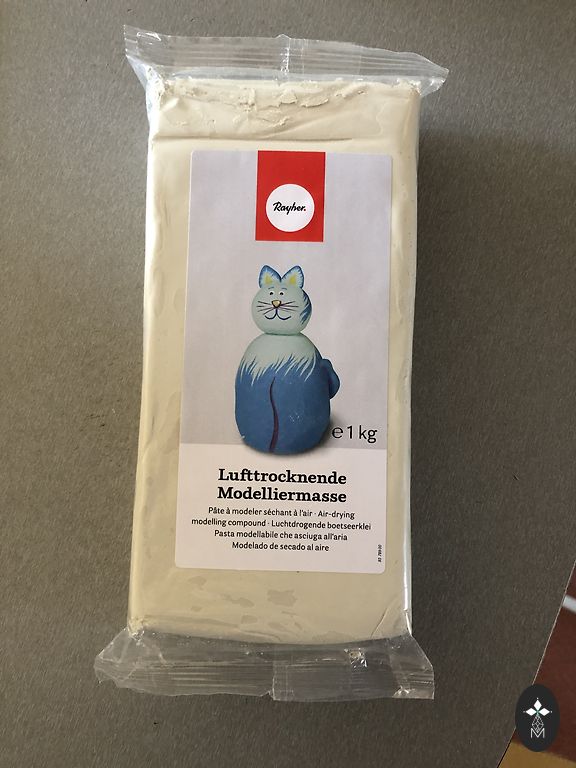 Rayher.
℮ 1 kg
Lufttrocknende
Modelliermasse
Pâte à modeler séchant à l'air · Air-drying
modelling compound · Luchtdrogende boetseerklei
Pasta modellabile che asciuga all'aria
Modelado de secado al aire
M